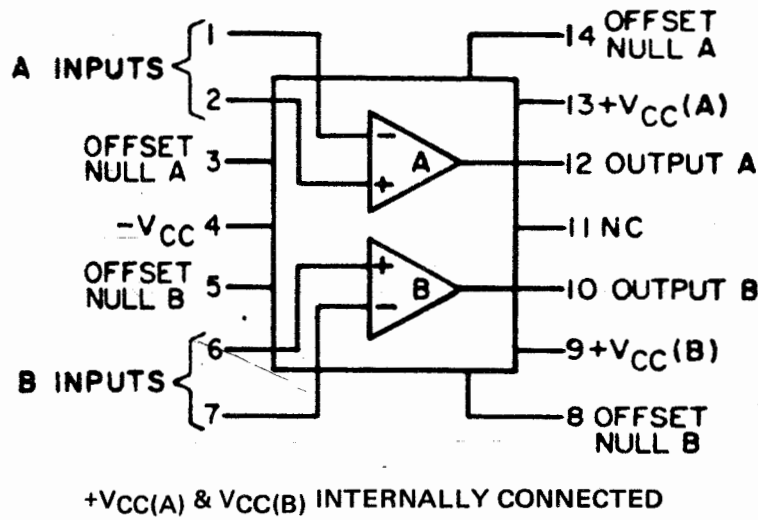 1
A INPUTS
2
OFFSET
NULL A 3
-VCC 4
OFFSET
NULL B 5
6
B INPUTS
7
-
A
+
+
B
-
14 OFFSET
NULL A
13 +VCC(A)
12 OUTPUT A
11 NC
10 OUTPUT B
9 +VCC(B)
8 OFFSET
NULL B
+VCC(A) & VCC(B) INTERNALLY CONNECTED